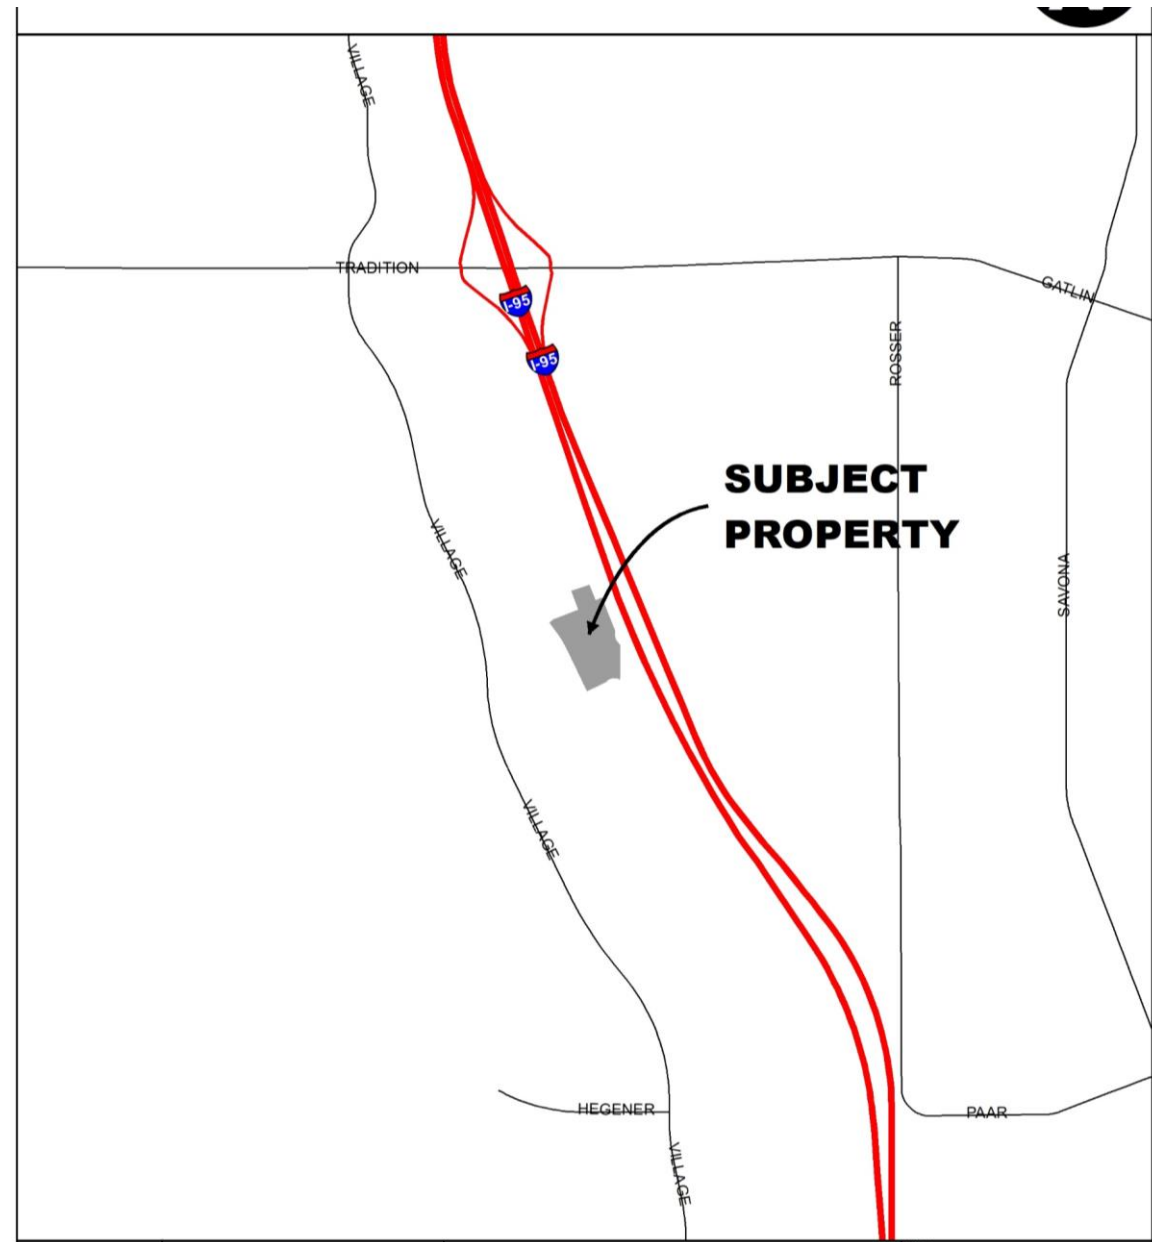 VILLAGE
TRADITION
GATLIN
I-95
ROSSER
I-95
SUBJECT
PROPERTY
VILLAGE
SAVONA
VILLAGE
HEGENER
PAAR
VILLAGE